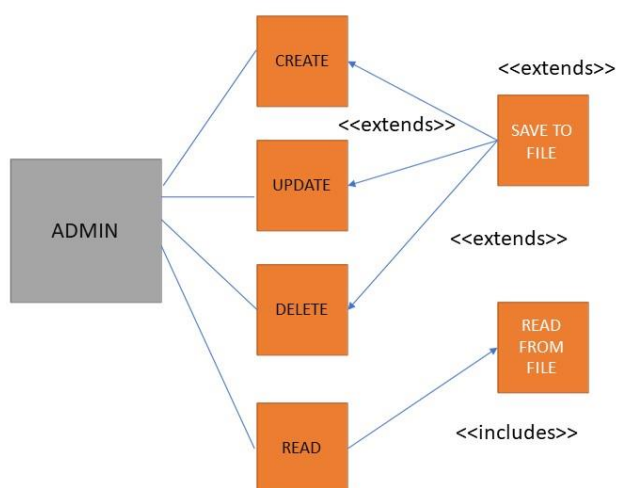 CREATE
<<extends>>
<<extends>>
SAVE TO
FILE
UPDATE
ADMIN
<<extends>>
DELETE
READ
FROM
FILE
<<includes>>
READ